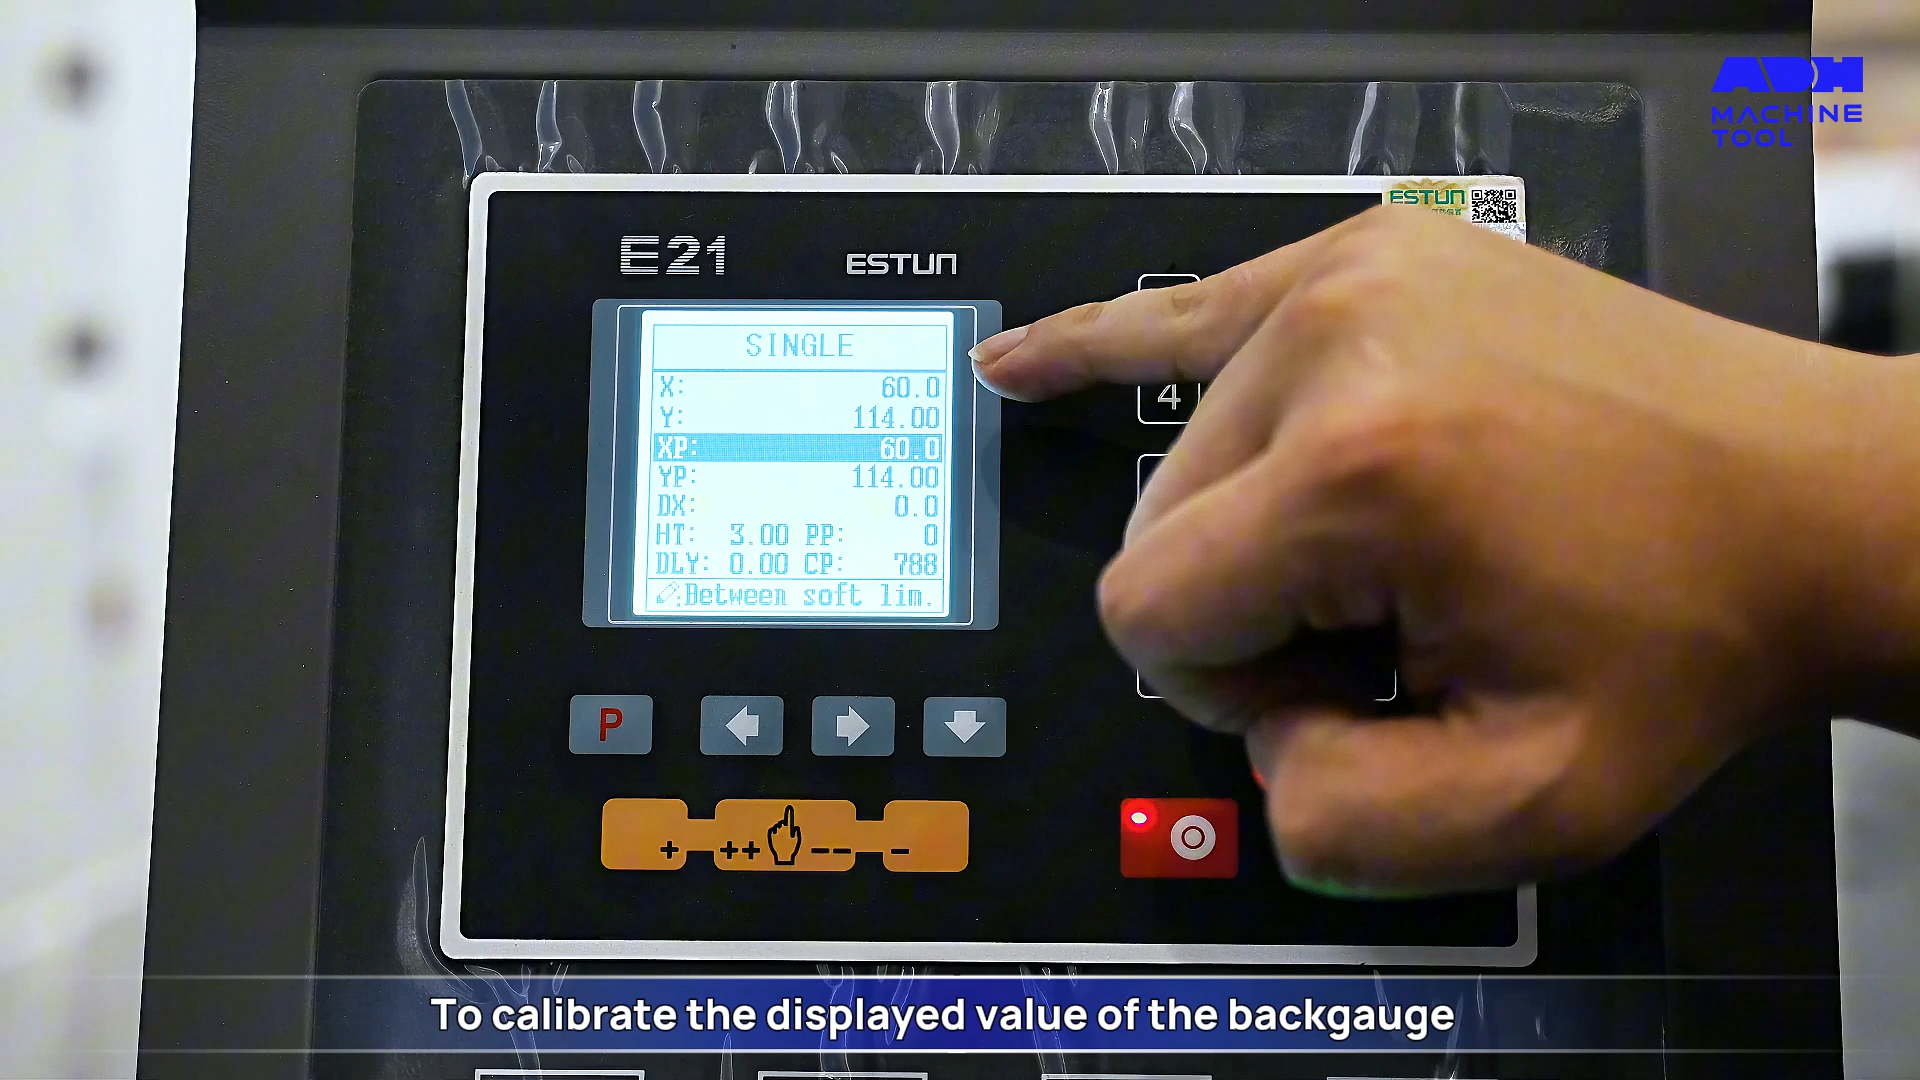 ADH
MACHINE
TOOL
ESTUN
E21
ESTUN
SINGLE
X: 60.0
Y: 114.00
XP: 60.0
YP: 114.00
DX: 0.0
HT: 3.00 PP: 0
DLY: 0.00 CP: 788
:Between soft lim.
4
P
+ ++ -- -
To calibrate the displayed value of the backgauge